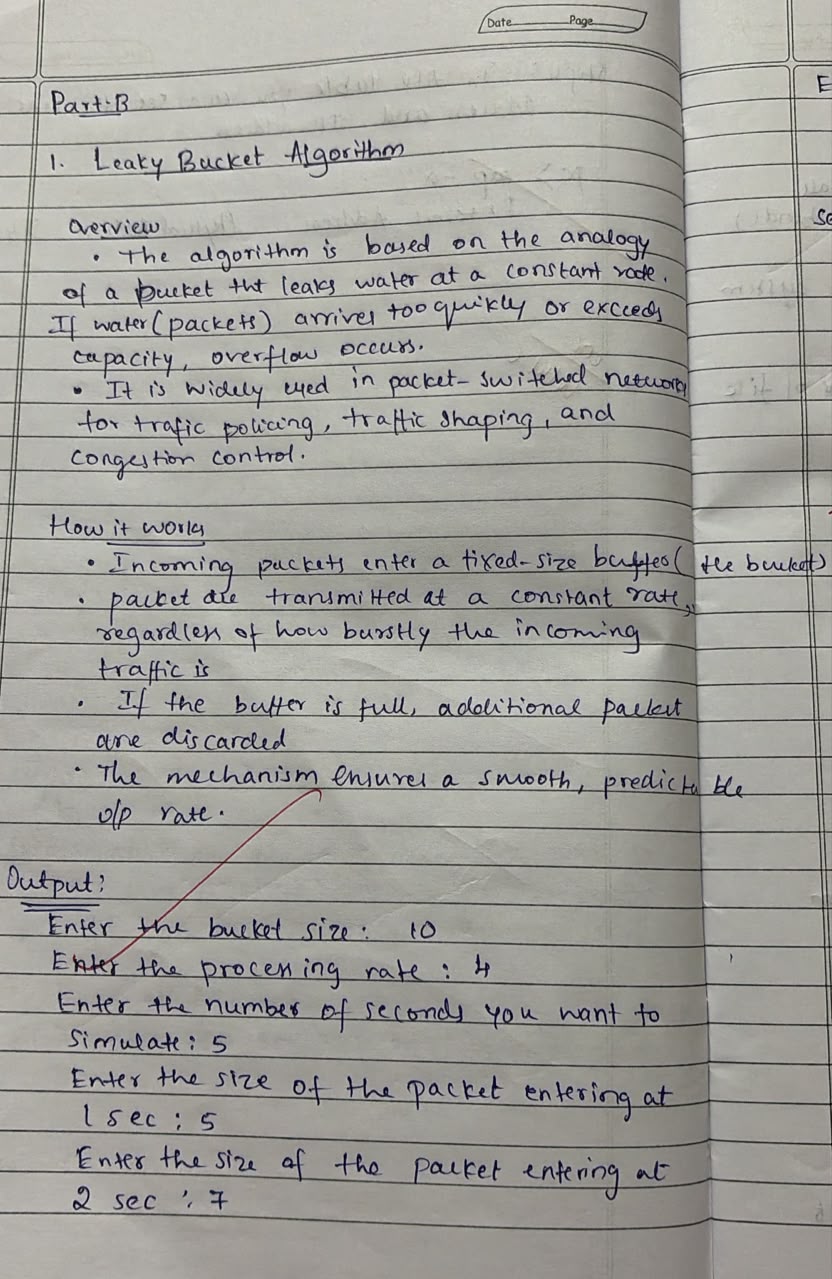 Date Page
Part:B
1. Leaky Bucket Algorithm
Overview
• The algorithm is based on the analogy
of a bucket tht leaks water at a constant rate.
If water (packets) arrives too quikly or exceeds
capacity, overflow occurs.
• It is widely used in packet-switched network
for trafic policing, traffic shaping, and
congestion control.
How it works
• Incoming packets enter a fixed-size buffer (the bucket)
• packet are transmitted at a constant rate,
regardless of how burstly the incoming
traffic is
• If the buffer is full, additional packet
are discarded
• The mechanism ensures a smooth, predictable
o/p rate.
Output:
Enter the bucket size: 10
Enter the processing rate: 4
Enter the number of seconds you want to
simulate: 5
Enter the size of the packet entering at
1 sec: 5
Enter the size of the packet entering at
2 sec: 7
E